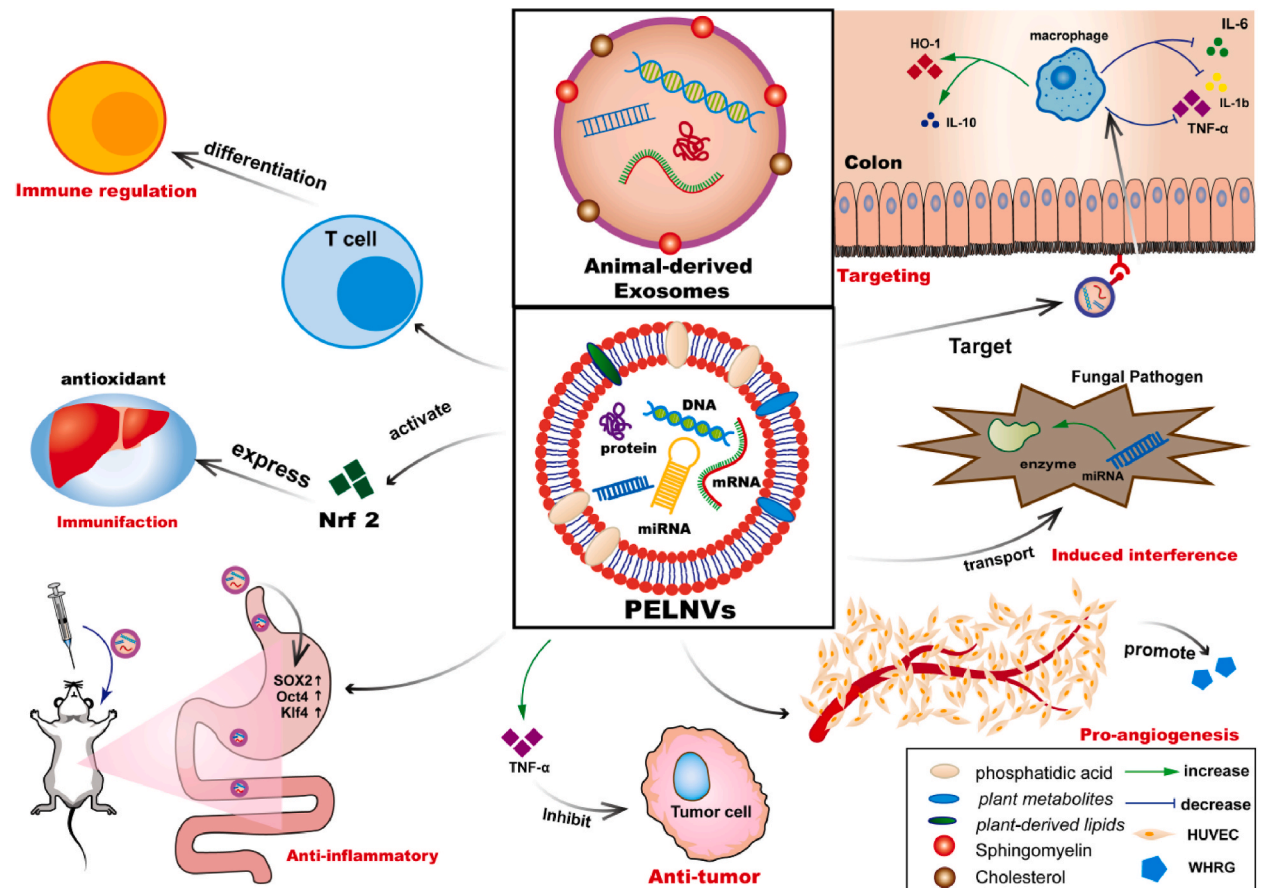 differentiation
Immune regulation
T cell
antioxidant
express
activate
Nrf 2
Immunifaction
SOX2↑
Oct4 ↑
Klf4 ↑
Anti-inflammatory
Animal-derived
Exosomes
DNA
protein
mRNA
miRNA
PELNVs
TNF-α
Inhibit
Tumor cell
Anti-tumor
macrophage
HO-1
IL-10
IL-6
IL-1b
TNF-α
Colon
Targeting
Target
Fungal Pathogen
enzyme
miRNA
transport
Induced interference
promote
Pro-angiogenesis
phosphatidic acid
plant metabolites
plant-derived lipids
Sphingomyelin
Cholesterol
increase
decrease
HUVEC
WHRG